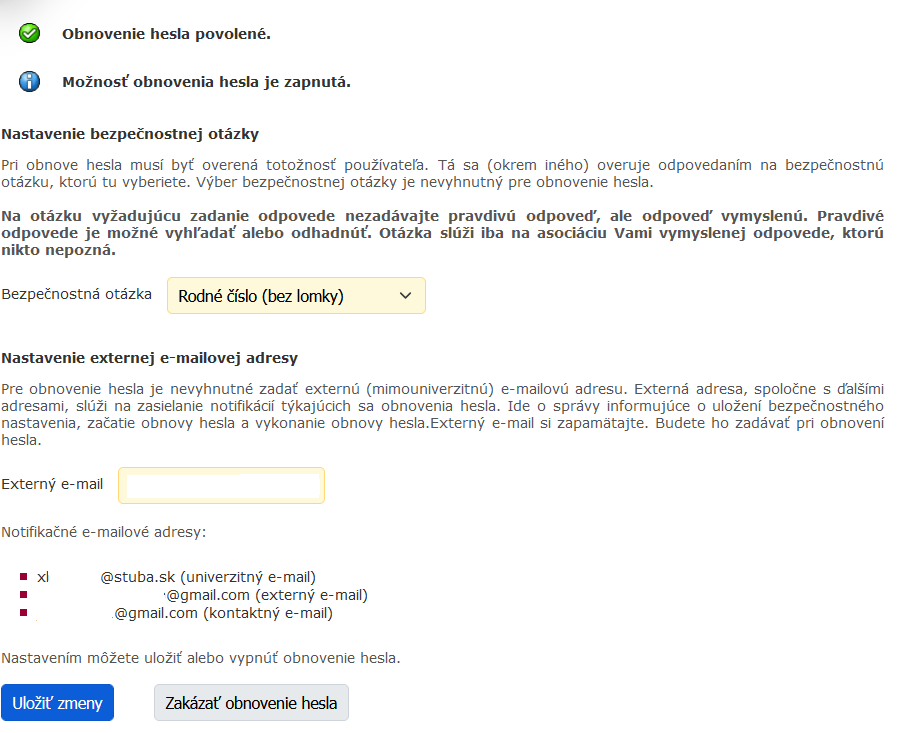 Obnovenie hesla povolené.
Možnosť obnovenia hesla je zapnutá.
Nastavenie bezpečnostnej otázky
Pri obnove hesla musí byť overená totožnosť používateľa. Tá sa (okrem iného) overuje odpovedaním na bezpečnostnú
otázku, ktorú tu vyberiete. Výber bezpečnostnej otázky je nevyhnutný pre obnovenie hesla.
Na otázku vyžadujúcu zadanie odpovede nezadávajte pravdivú odpoveď, ale odpoveď vymyslenú. Pravdivé
odpovede je možné vyhľadať alebo odhadnúť. Otázka slúži iba na asociáciu Vami vymyslenej odpovede, ktorú
nikto nepozná.
Bezpečnostná otázka Rodné číslo (bez lomky)
Nastavenie externej e-mailovej adresy
Pre obnovenie hesla je nevyhnutné zadať externú (mimouniverzitnú) e-mailovú adresu. Externá adresa, spoločne s ďalšími
adresami, slúži na zasielanie notifikácií týkajúcich sa obnovenia hesla. Ide o správy informujúce o uložení bezpečnostného
nastavenia, začatie obnovy hesla a vykonanie obnovy hesla.Externý e-mail si zapamätajte. Budete ho zadávať pri obnovení
hesla.
Externý e-mail
Notifikačné e-mailové adresy:
xl @stuba.sk (univerzitný e-mail)
@gmail.com (externý e-mail)
@gmail.com (kontaktný e-mail)
Nastavením môžete uložiť alebo vypnúť obnovenie hesla.
Uložiť zmeny Zakázať obnovenie hesla